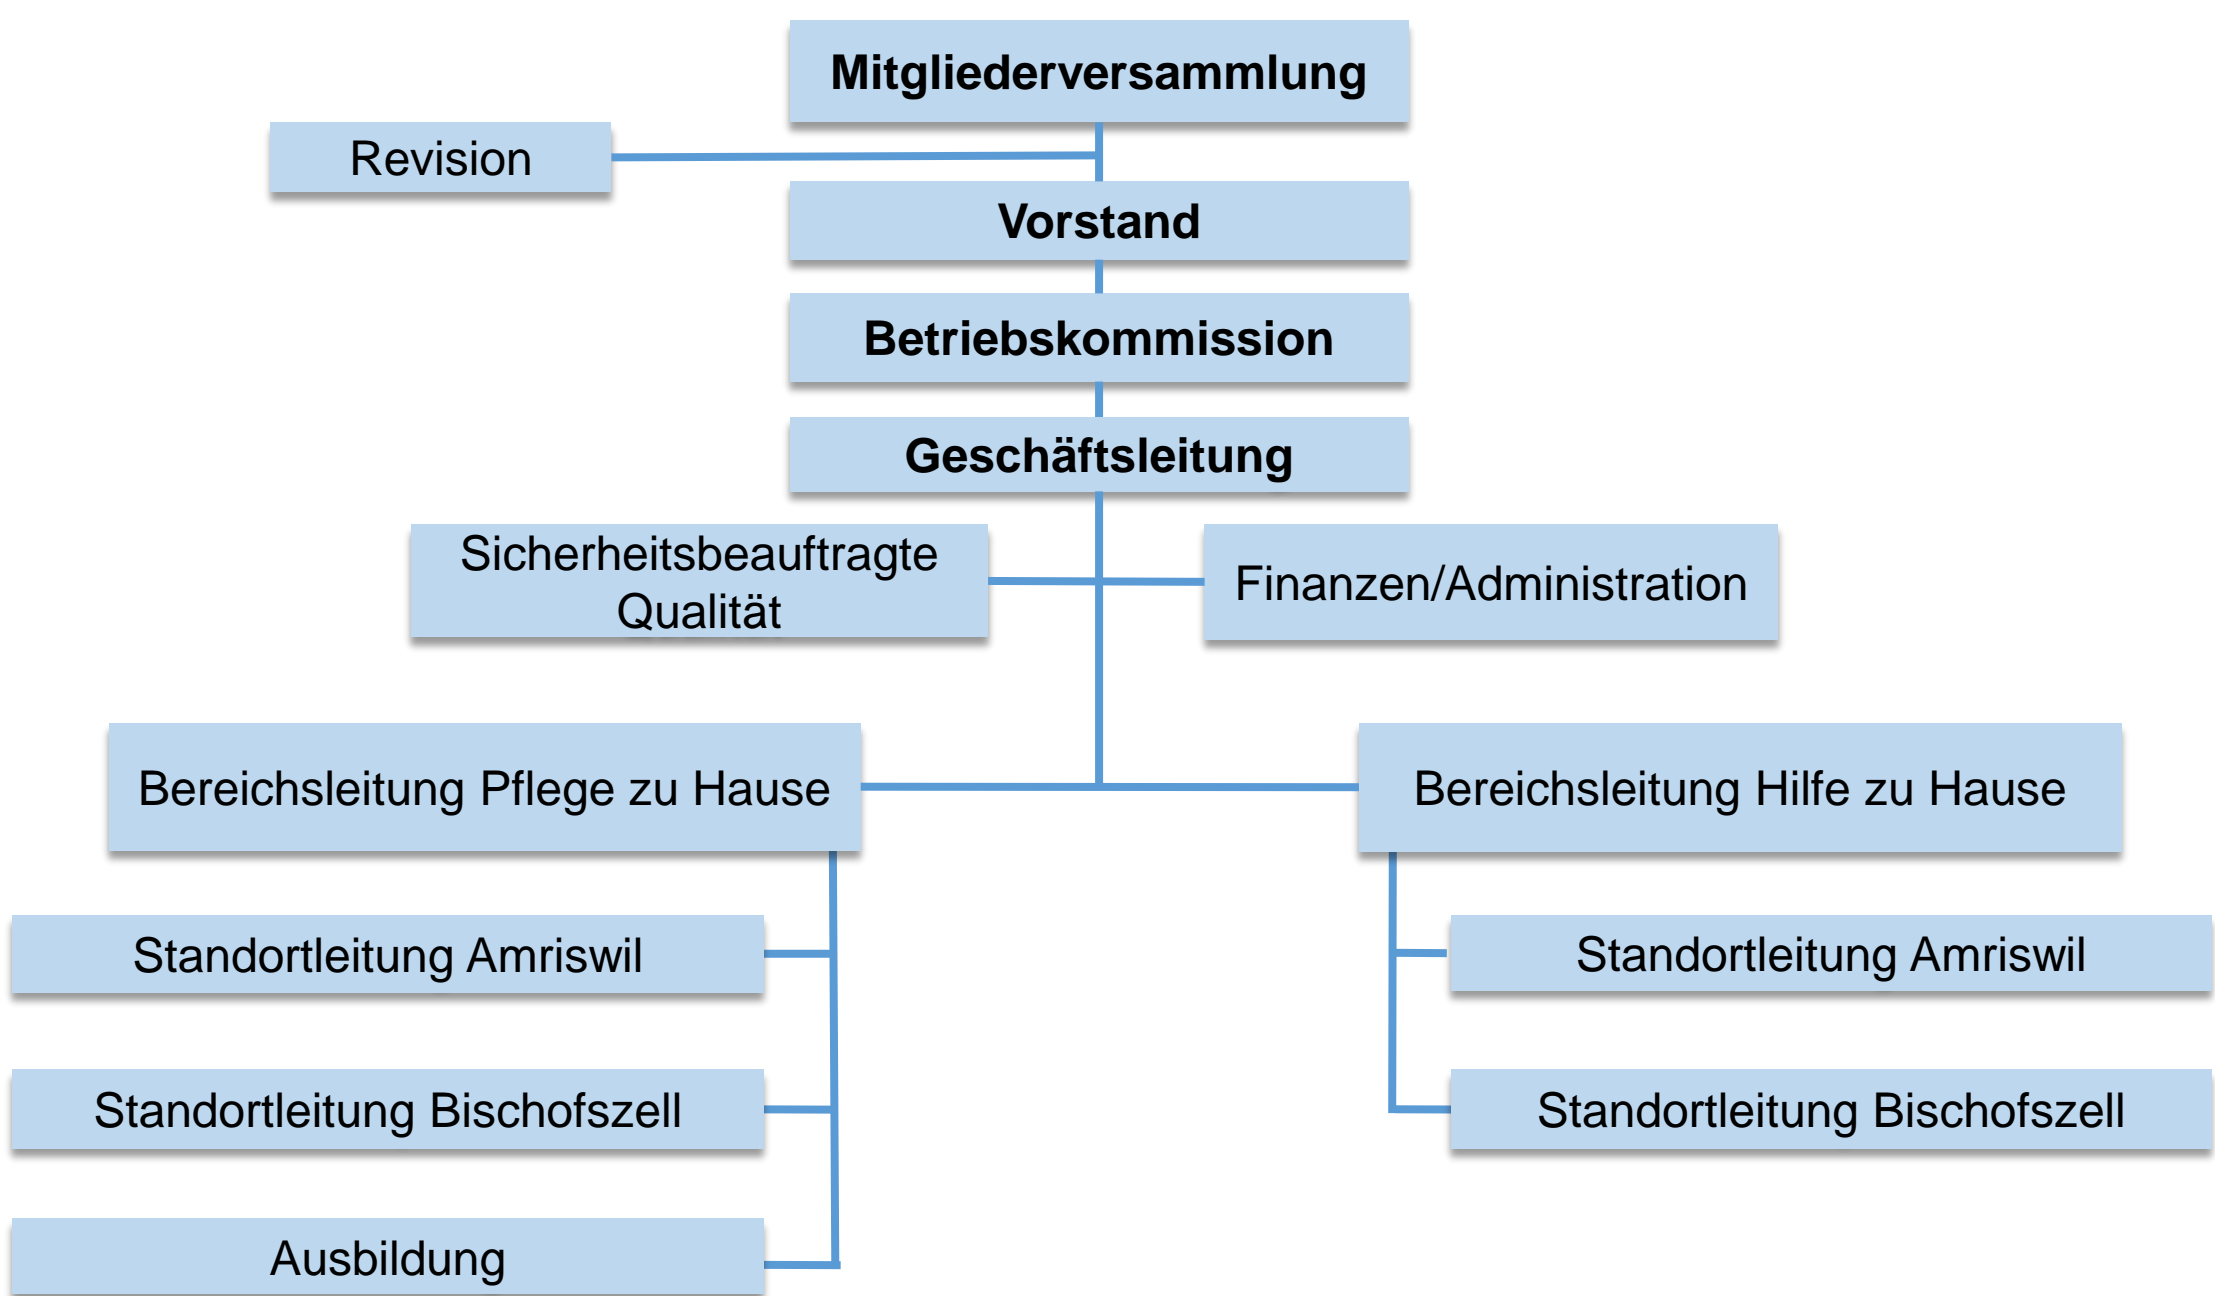 Mitgliederversammlung
Revision
Vorstand
Betriebskommission
Geschäftsleitung
Sicherheitsbeauftragte
Qualität
Finanzen/Administration
Bereichsleitung Pflege zu Hause
Bereichsleitung Hilfe zu Hause
Standortleitung Amriswil
Standortleitung Amriswil
Standortleitung Bischofszell
Standortleitung Bischofszell
Ausbildung